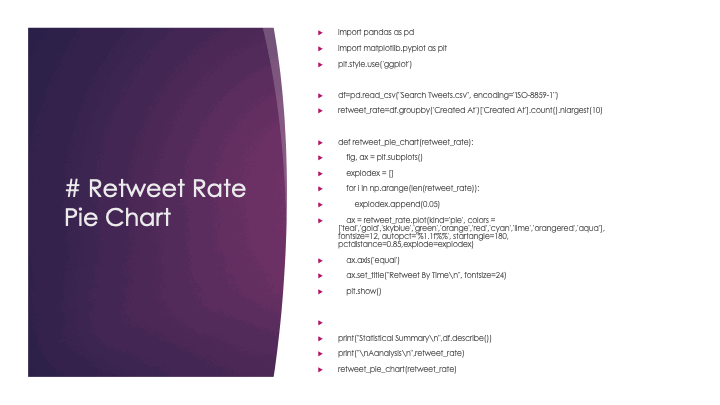 # Retweet Rate
Pie Chart
import pandas as pd
import matplotlib.pyplot as plt
plt.style.use('ggplot')
df=pd.read_csv("Search Tweets.csv", encoding='ISO-8859-1')
retweet_rate=df.groupby('Created At')['Created At'].count().nlargest(10)
def retweet_pie_chart(retweet_rate):
fig, ax = plt.subplots()
explodex = []
for i in np.arange(len(retweet_rate)):
explodex.append(0.05)
ax = retweet_rate.plot(kind='pie', colors =
['teal','gold','skyblue','green','orange','red','cyan','lime','orangered','aqua'],
fontsize=12, autopct='%1.1f%%', startangle=180,
pctdistance=0.85,explode=explodex)
ax.axis('equal')
ax.set_title("Retweet By Time\n", fontsize=24)
plt.show()
print("Statistical Summary\n",df.describe())
print("\nAanalysis\n",retweet_rate)
retweet_pie_chart(retweet_rate)